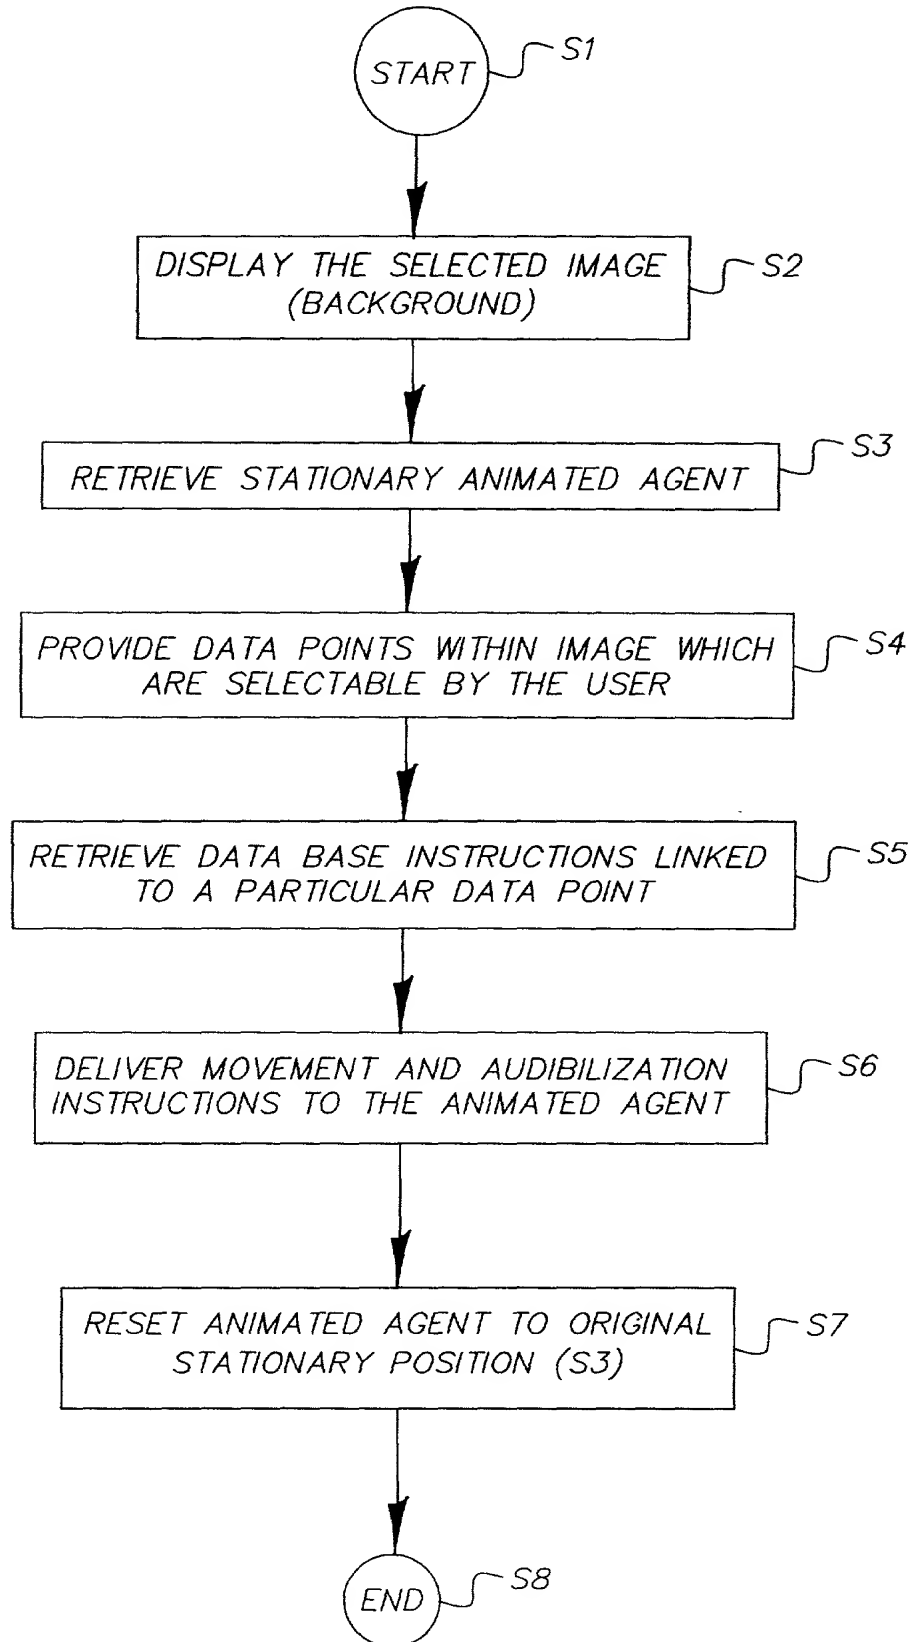 START
S1
DISPLAY THE SELECTED IMAGE
(BACKGROUND)
S2
RETRIEVE STATIONARY ANIMATED AGENT
S3
PROVIDE DATA POINTS WITHIN IMAGE WHICH
ARE SELECTABLE BY THE USER
S4
RETRIEVE DATA BASE INSTRUCTIONS LINKED
TO A PARTICULAR DATA POINT
S5
DELIVER MOVEMENT AND AUDIBILIZATION
INSTRUCTIONS TO THE ANIMATED AGENT
S6
RESET ANIMATED AGENT TO ORIGINAL
STATIONARY POSITION (S3)
S7
END
S8